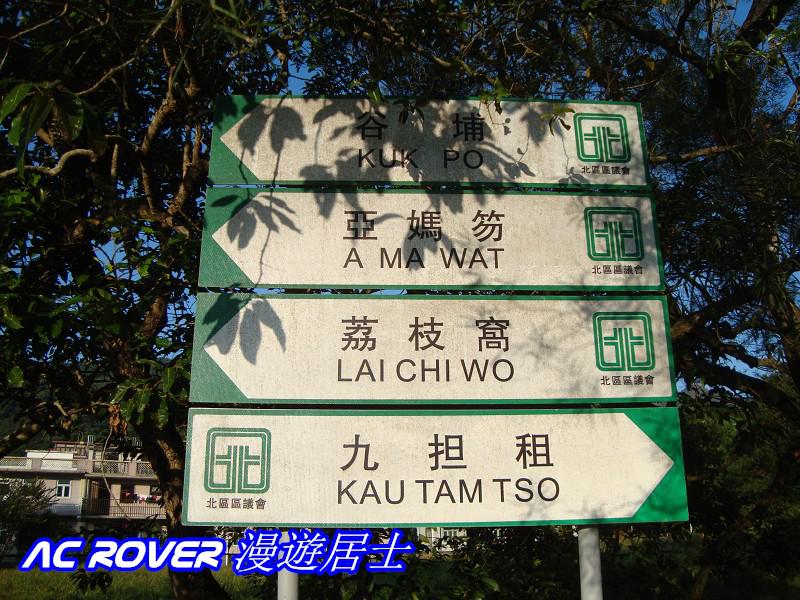 谷埔
KUK PO
北區區議會
亞媽笏
A MA WAT
北區區議會
荔枝窩
LAI CHI WO
北區區議會
九担租
KAU TAM TSO
北區區議會
AC ROVER 漫遊居士